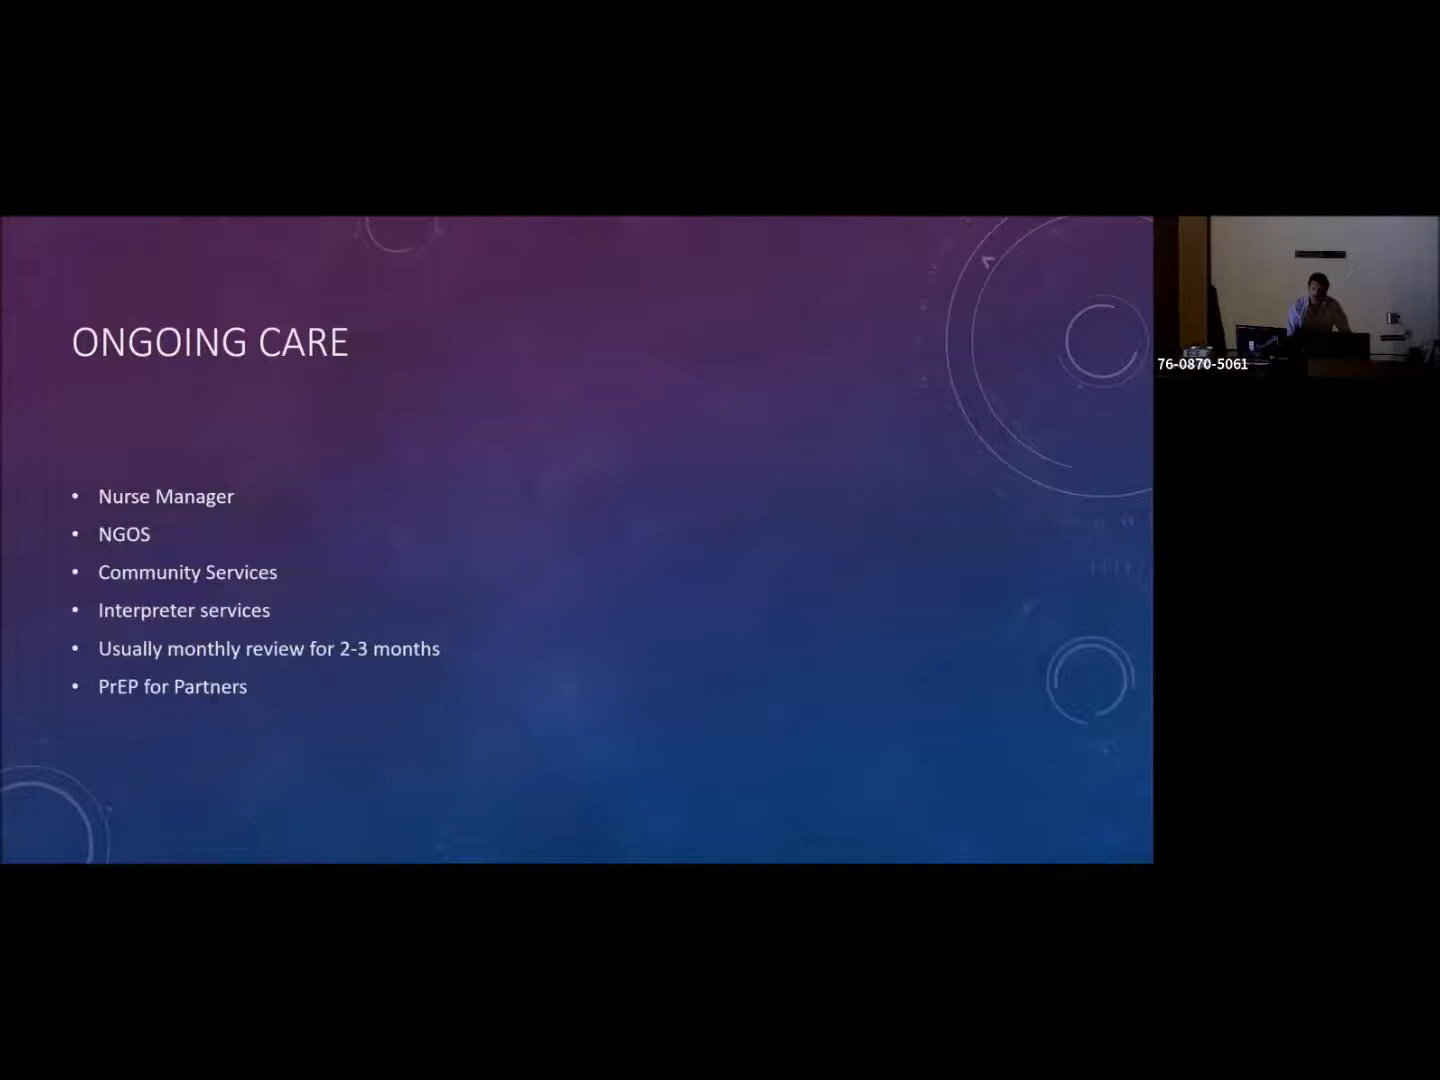 ONGOING CARE
• Nurse Manager
• NGOS
• Community Services
• Interpreter services
• Usually monthly review for 2-3 months
• PrEP for Partners
76-0870-5061